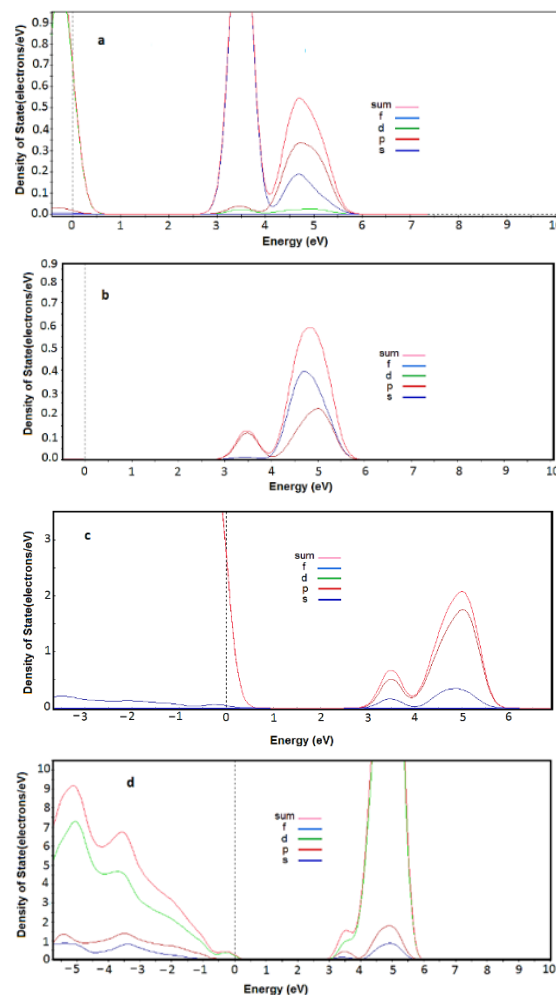 a
Density of State(electrons/eV)
0.9
0.8
0.7
0.6
0.5
0.4
0.3
0.2
0.1
0.0
sum
f
d
p
s
0 1 2 3 4 5 6 7 8 9 10
Energy (eV)
b
Density of State(electrons/eV)
0.9
0.8
0.7
0.6
0.5
0.4
0.3
0.2
0.1
0.0
sum
f
d
p
s
0 1 2 3 4 5 6 7 8 9 10
Energy (eV)
c
Density of State(electrons/eV)
3
2
1
0
sum
f
d
p
s
−3 −2 −1 0 1 2 3 4 5 6
Energy (eV)
d
Density of State(electrons/eV)
10
9
8
7
6
5
4
3
2
1
0
sum
f
d
p
s
−5 −4 −3 −2 −1 0 1 2 3 4 5 6 7 8 9 10
Energy (eV)